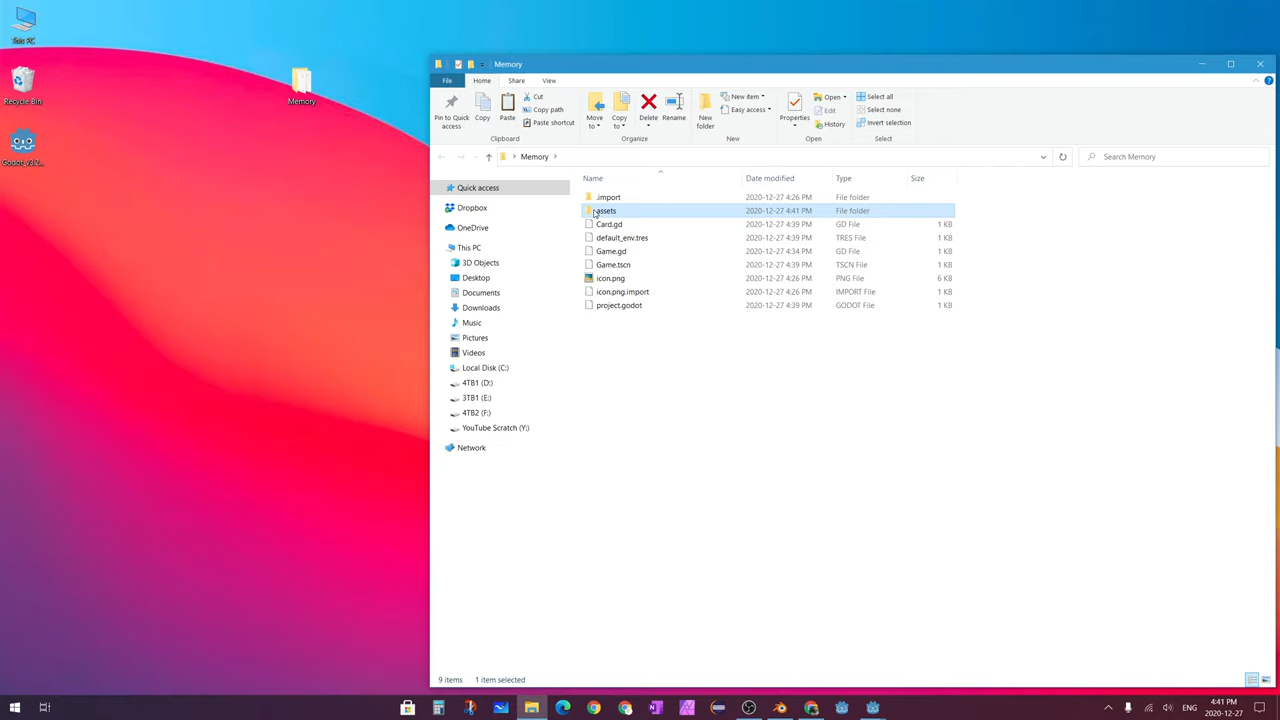 This PC
Recycle Bin
Godot_v3.2...
Memory
Memory
File
Home
Share
View
Pin to Quick access
Copy
Paste
Cut
Copy path
Paste shortcut
Clipboard
Move to
Copy to
Delete
Rename
Organize
New folder
New item
Easy access
New
Properties
Open
Edit
History
Open
Select all
Select none
Invert selection
Select
Memory
Search Memory
Name
Date modified
Type
Size
Quick access
Dropbox
OneDrive
This PC
3D Objects
Desktop
Documents
Downloads
Music
Pictures
Videos
Local Disk (C:)
4TB1 (D:)
3TB1 (E:)
4TB2 (F:)
YouTube Scratch (Y:)
Network
.import 2020-12-27 4:26 PM File folder
assets 2020-12-27 4:41 PM File folder
Card.gd 2020-12-27 4:39 PM GD File 1 KB
default_env.tres 2020-12-27 4:39 PM TRES File 1 KB
Game.gd 2020-12-27 4:34 PM GD File 1 KB
Game.tscn 2020-12-27 4:39 PM TSCN File 1 KB
icon.png 2020-12-27 4:26 PM PNG File 6 KB
icon.png.import 2020-12-27 4:26 PM IMPORT File 1 KB
project.godot 2020-12-27 4:39 PM GODOT File 1 KB
9 items 1 item selected
ENG
4:41 PM
2020-12-27